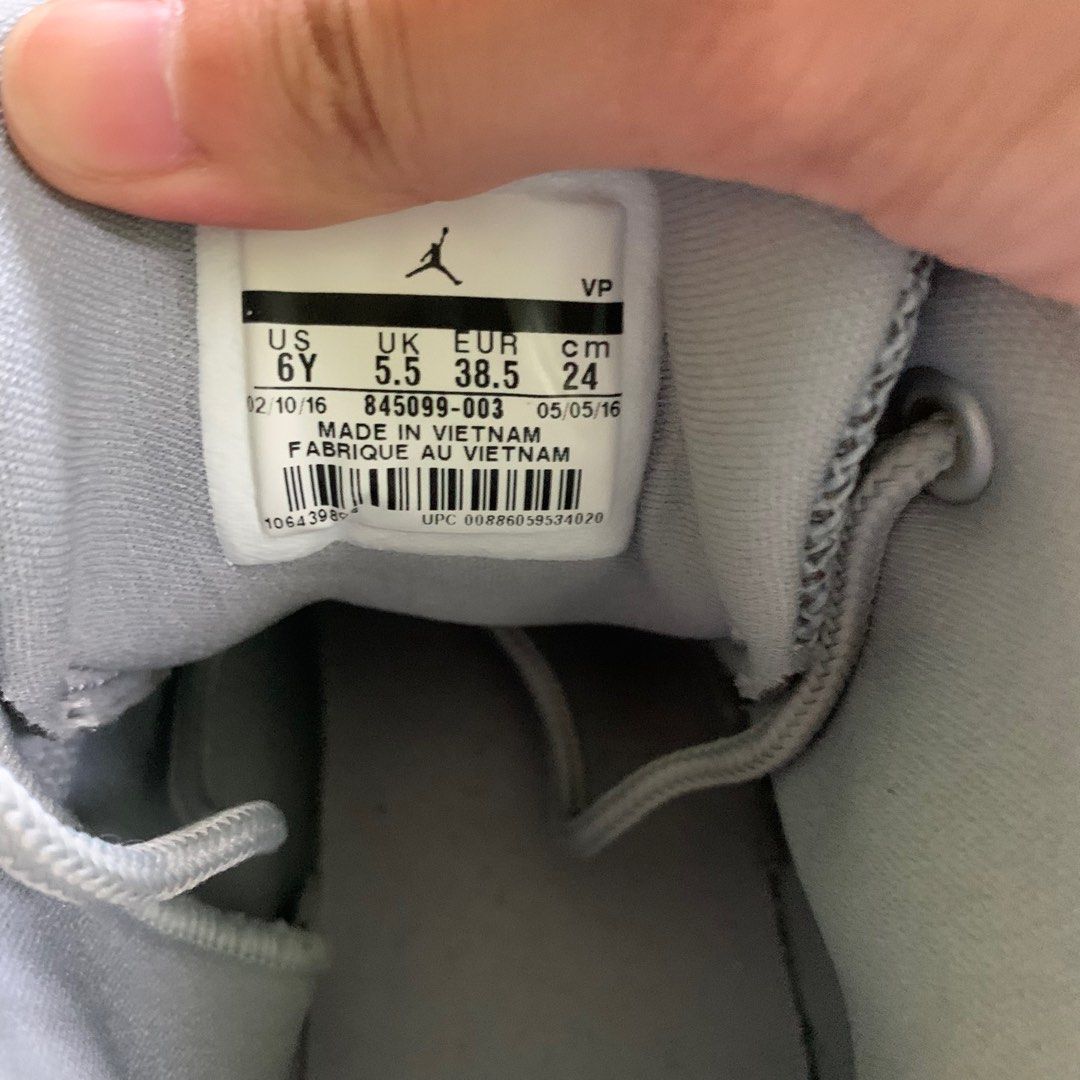 VP
US UK EUR cm
6Y 5.5 38.5 24
02/10/16 845099-003 05/05/16
MADE IN VIETNAM
FABRIQUE AU VIETNAM
UPC 00886059534020